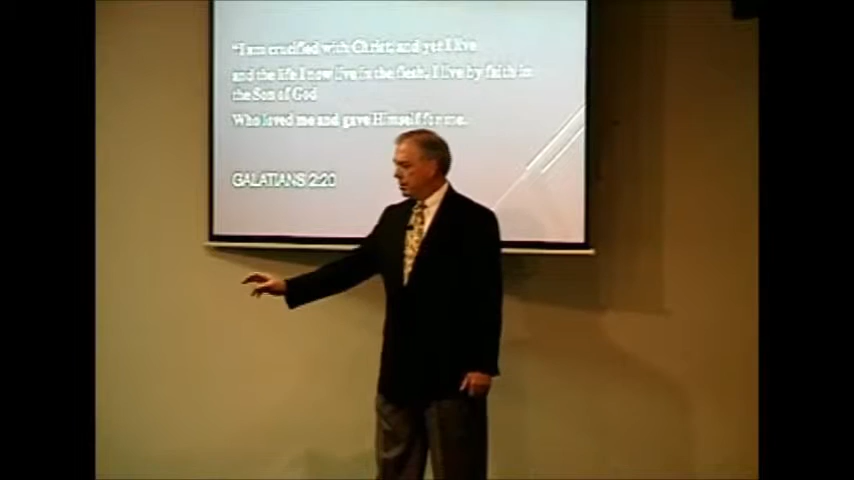 "I am crucified with Christ; and yet I live
and the life I now live in the flesh, I live by faith in
the Son of God
Who loved me and gave Himself for me.
GALATIANS 2:20